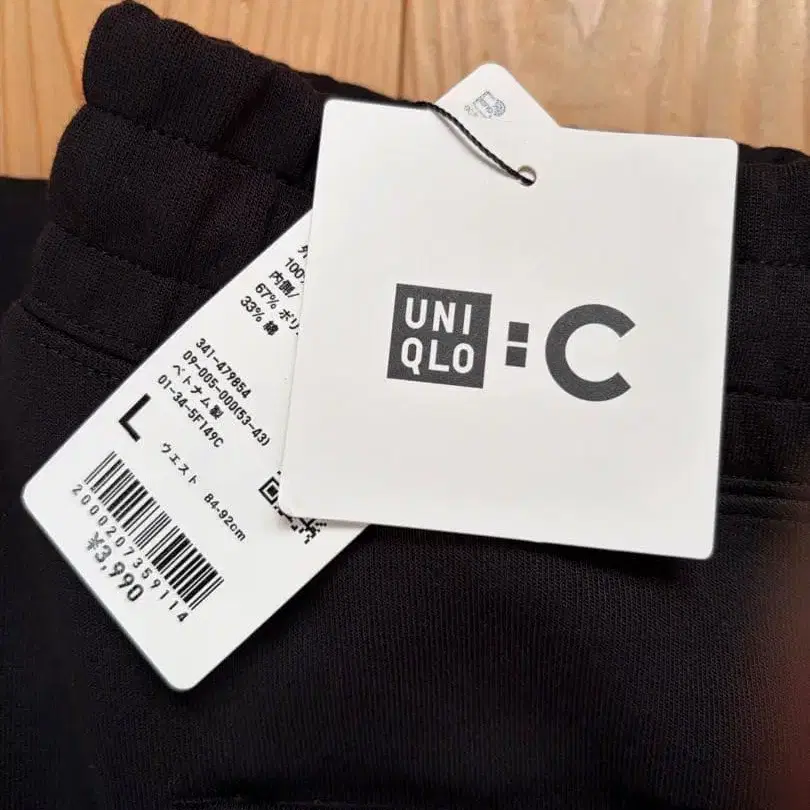 UNI
QLO
:C
100%
内側/
67% ポリ
33% 綿
341-479854
09-005-000(53-43)
ベトナム製
01-34-5F149C
L
ウエスト 84-92cm
2000207359114
¥3,990